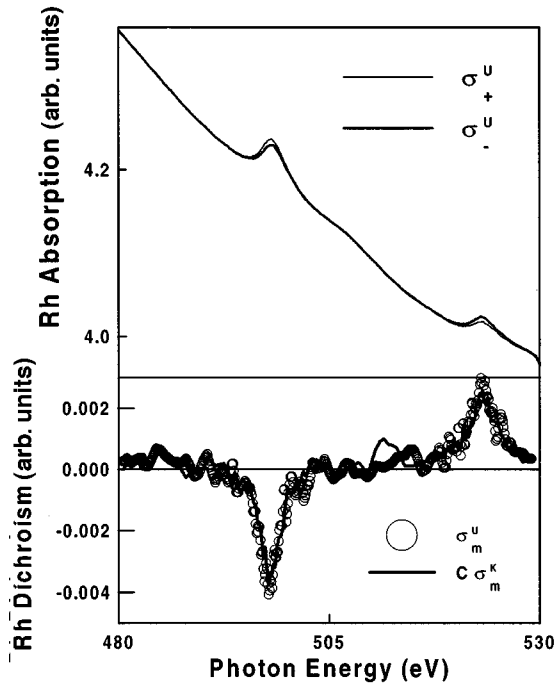 Rh Absorption (arb. units)
4.2
4.0
σ₊ᵁ
σ₋ᵁ
Rh Dichroism (arb. units)
0.002
0.000
-0.002
-0.004
σₘᵁ
C σₘᴷ
480
505
530
Photon Energy (eV)